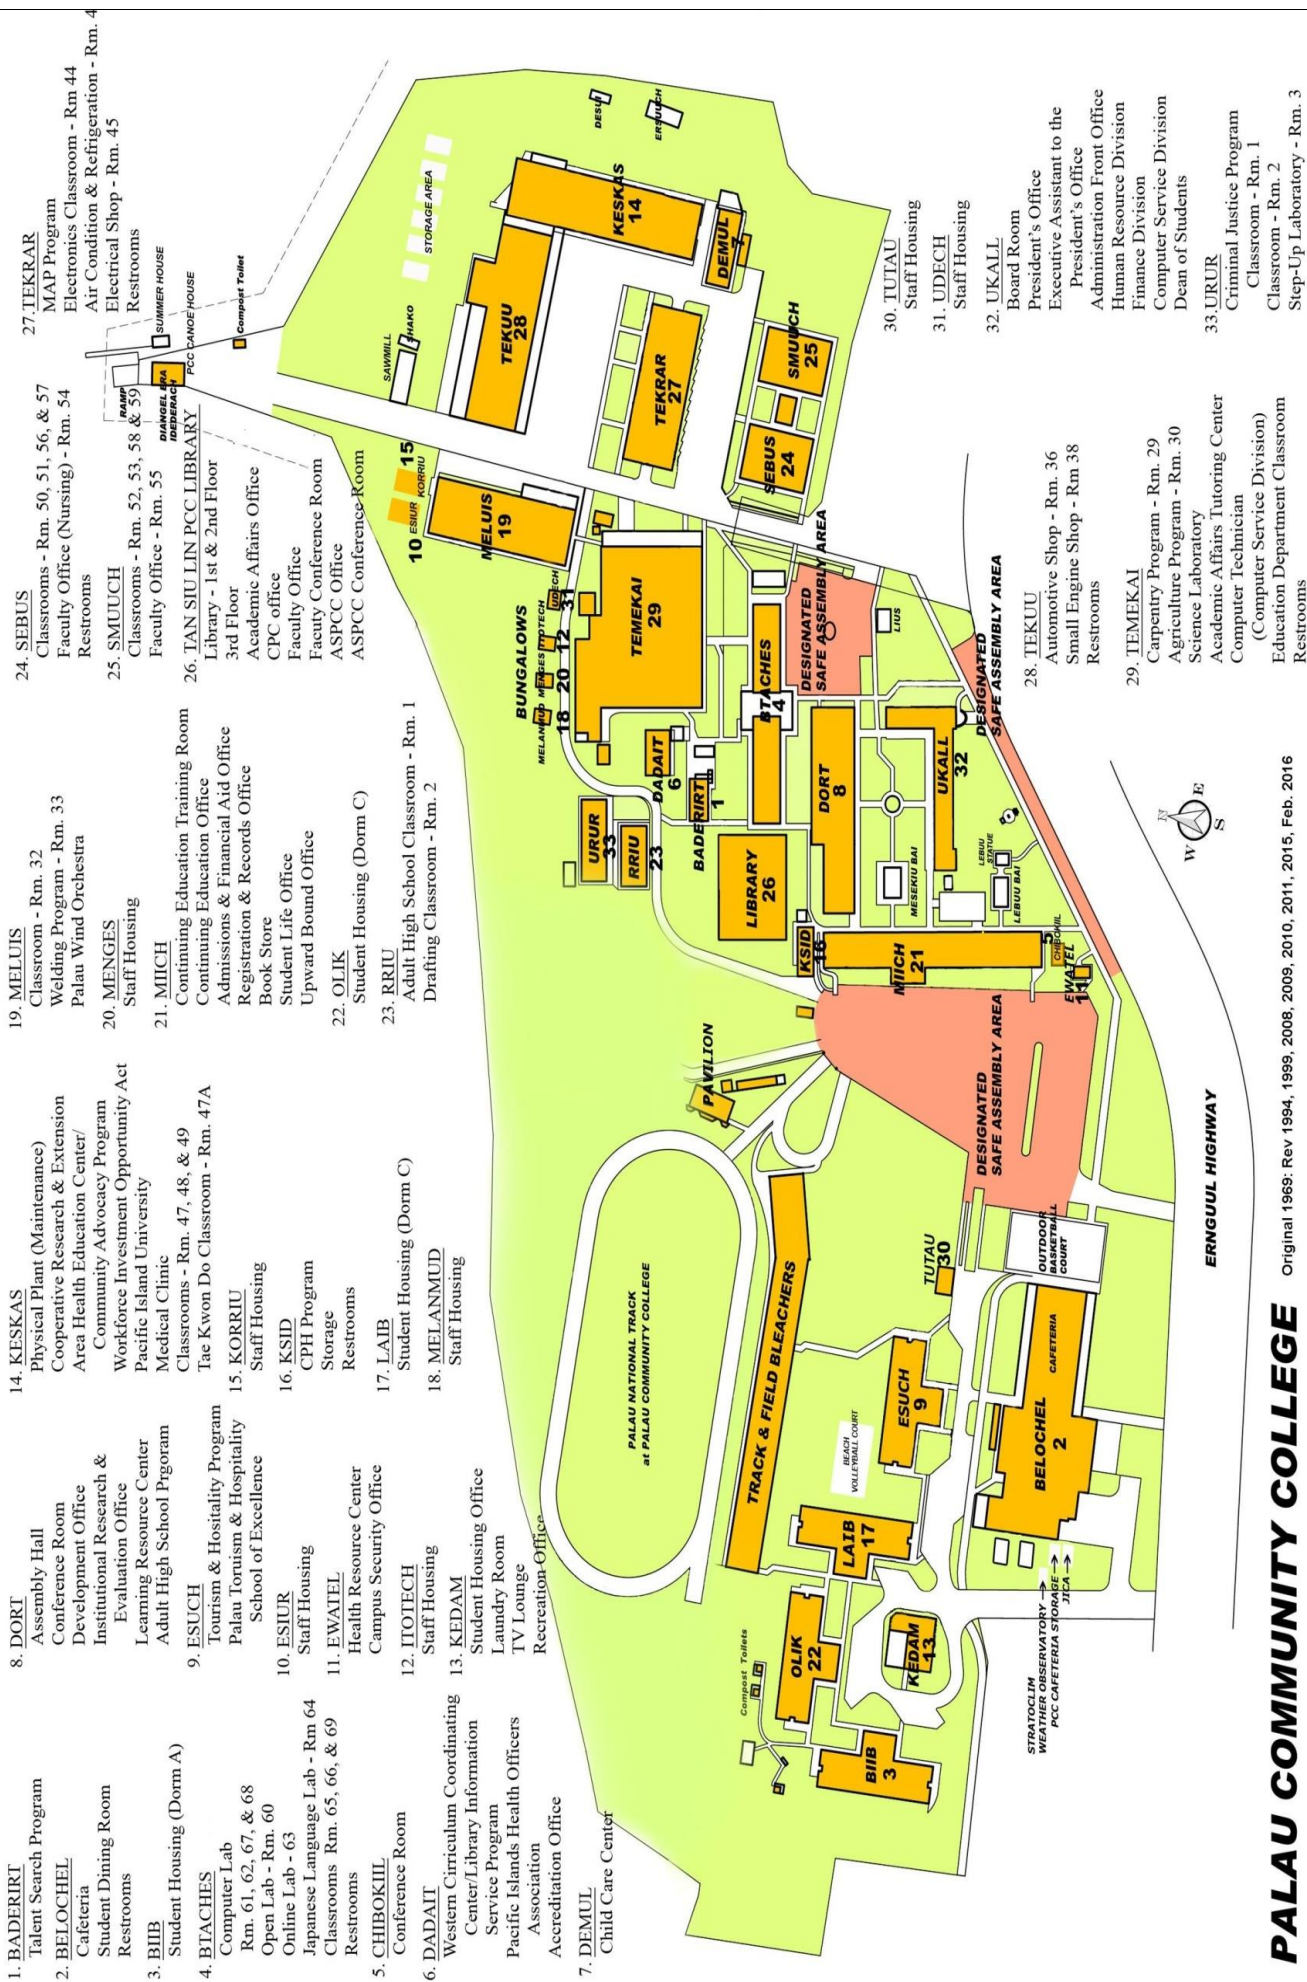 1. BADERIRT
Talent Search Program
2. BELOCHEL
Cafeteria
Student Dining Room
Restrooms
3. BIIB
Student Housing (Dorm A)
4. BTACHES
Computer Lab
Rm. 61, 62, 67, & 68
Open Lab - Rm. 60
Online Lab - 63
Japanese Language Lab - Rm 64
Classrooms Rm. 65, 66, & 69
Restrooms
5. CHIBOKIIL
Conference Room
6. DADAIT
Western Cirriculum Coordinating
Center/Library Information
Service Program
Pacific Islands Health Officers
Association
Accreditation Office
7. DEMUL
Child Care Center
8. DORT
Assembly Hall
Conference Room
Development Office
Institutional Research &
Evaluation Office
Learning Resource Center
Adult High School Prgoram
9. ESUCH
Tourism & Hositality Program
Palau Toruism & Hospitality
School of Excellence
10. ESIUR
Staff Housing
11. EWATEL
Health Resource Center
Campus Security Office
12. ITOTECH
Staff Housing
13. KEDAM
Student Housing Office
Laundry Room
TV Lounge
Recreation Office
14. KESKAS
Physical Plant (Maintenance)
Cooperative Research & Extension
Area Health Education Center/
Community Advocacy Program
Workforce Investment Opportunity Act
Pacific Island University
Medical Clinic
Classrooms - Rm. 47, 48, & 49
Tae Kwon Do Classroom - Rm. 47A
15. KORRIU
Staff Housing
16. KSID
CPH Program
Storage
Restrooms
17. LAIB
Student Housing (Dorm C)
18. MELANMUD
Staff Housing
19. MELUIS
Classroom - Rm. 32
Welding Program - Rm. 33
Palau Wind Orchestra
20. MENGES
Staff Housing
21. MIICH
Continuing Education Training Room
Continuing Education Office
Admissions & Financial Aid Office
Registration & Records Office
Book Store
Student Life Office
Upward Bound Office
22. OLIK
Student Housing (Dorm C)
23. RRIU
Adult High School Classroom - Rm. 1
Drafting Classroom - Rm. 2
24. SEBUS
Classrooms - Rm. 50, 51, 56, & 57
Faculty Office (Nursing) - Rm. 54
Restrooms
25. SMUUCH
Classrooms - Rm. 52, 53, 58 & 59
Faculty Office - Rm. 55
26. TAN SIU LIN PCC LIBRARY
Library - 1st & 2nd Floor
3rd Floor
Academic Affairs Office
CPC office
Faculty Office
Facuty Conference Room
ASPCC Office
ASPCC Conference Room
27.TEKRAR
MAP Program
Electronics Classroom - Rm 44
Air Condition & Refrigeration - Rm. 4
Electrical Shop - Rm. 45
Restrooms
28. TEKUU
Automotive Shop - Rm. 36
Small Engine Shop - Rm 38
Restrooms
29. TEMEKAI
Carpentry Program - Rm. 29
Agriculture Program - Rm. 30
Science Laboratory
Academic Affairs Tutoring Center
Computer Technician
(Computer Service Division)
Education Department Classroom
Restrooms
30. TUTAU
Staff Housing
31. UDECH
Staff Housing
32. UKALL
Board Room
President's Office
Executive Assistant to the
President's Office
Administration Front Office
Human Resource Division
Finance Division
Computer Service Division
Dean of Students
33.URUR
Criminal Justice Program
Classroom - Rm. 1
Classroom - Rm. 2
Step-Up Laboratory - Rm. 3
RAMP
SUMMER HOUSE
DIANGEL ERA
IDEDERACH
PCC CANOE HOUSE
Compost Toilet
SAWMILL
SHAKO
STORAGE AREA
DESUI
ERSUUCH
10 ESIUR
KORRIU 15
MELUIS
19
TEKUU
28
KESKAS
14
DEMUL
7
TEKRAR
27
SEBUS
24
SMUUCH
25
BUNGALOWS
MELANMUD
18
MENGES
20
ITOTECH
12
UDECH
31
TEMEKAI
29
DADAIT
6
BADERIRT
1
URUR
33
RRIU
23
BTACHES
4
DESIGNATED
SAFE ASSEMBLY AREA
LIUS
DESIGNATED
SAFE ASSEMBLY AREA
LIBRARY
26
DORT
8
UKALL
32
MESEKIU BAI
LEBUU
STATUE
LEBUU BAI
KSID
16
MIICH
21
CHIBOKIIL
5
EWATEL
11
DESIGNATED
SAFE ASSEMBLY AREA
PAVILION
PALAU NATIONAL TRACK
at PALAU COMMUNITY COLLEGE
TRACK & FIELD BLEACHERS
TUTAU
30
OUTDOOR
BASKETBALL
COURT
BEACH
VOLLEYBALL COURT
ESUCH
9
CAFETERIA
BELOCHEL
2
LAIB
17
OLIK
22
KEDAM
13
BIIB
3
Compost Toilets
STRATOCLIM
WEATHER OBSERVATORY
PCC CAFETERIA STORAGE
JICA
ERNGUUL HIGHWAY
N
W E
S
PALAU COMMUNITY COLLEGE
Original 1969: Rev 1994, 1999, 2008, 2009, 2010, 2011, 2015, Feb. 2016